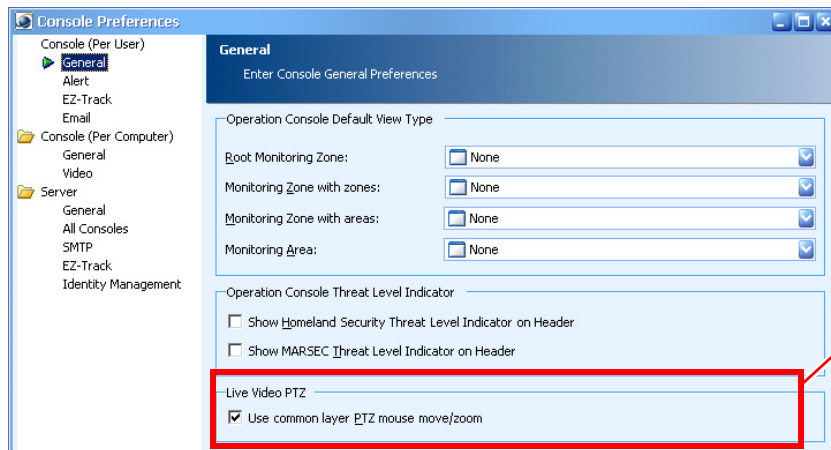 Console Preferences
Console (Per User)
General
Alert
EZ-Track
Email
Console (Per Computer)
General
Video
Server
General
All Consoles
SMTP
EZ-Track
Identity Management
General
Enter Console General Preferences
Operation Console Default View Type
Root Monitoring Zone:
None
Monitoring Zone with zones:
None
Monitoring Zone with areas:
None
Monitoring Area:
None
Operation Console Threat Level Indicator
Show Homeland Security Threat Level Indicator on Header
Show MARSEC Threat Level Indicator on Header
Live Video PTZ
Use common layer PTZ mouse move/zoom